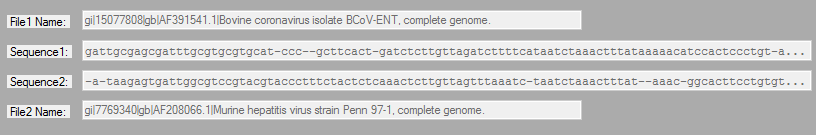 File1 Name: gi|15077808|gb|AF391541.1|Bovine coronavirus isolate BCoV-ENT, complete genome.
Sequence1: gattgcgagcgatttgcgtgcgtgcat-ccc--gcttcact-gatctcttgttagatcttttcataatctaaactttataaaaacatccactccctgt-a...
Sequence2: -a-taagagtgattggcgtccgtacgtaccctttctactctcaaactcttgttagtttaaatc-taatctaaactttat--aaac-ggcacttcctgtgt...
File2 Name: gi|7769340|gb|AF208066.1|Murine hepatitis virus strain Penn 97-1, complete genome.